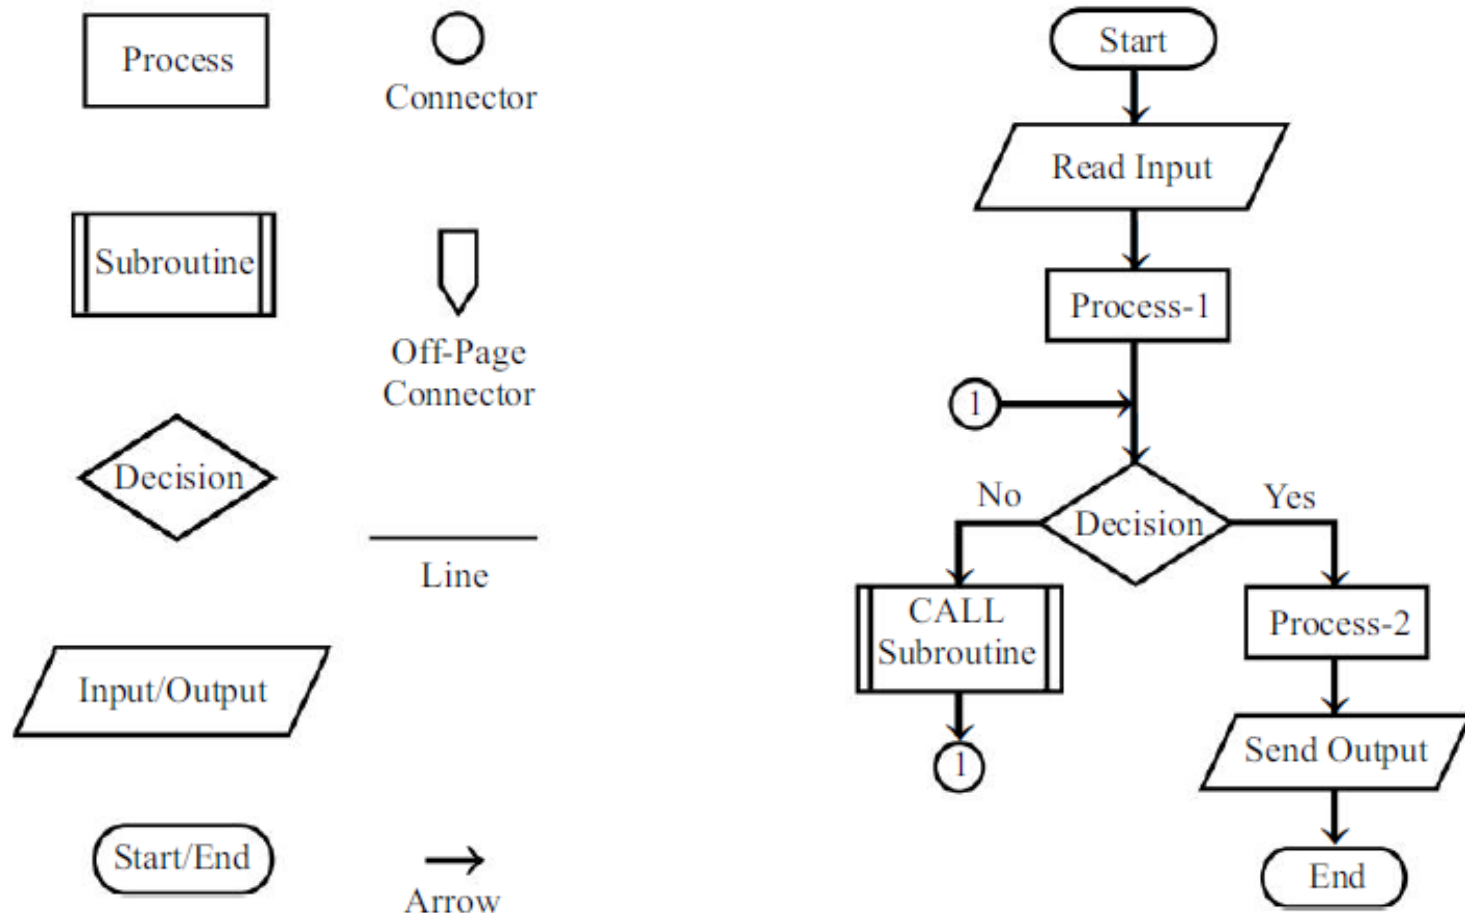 Process
Connector
Subroutine
Off-Page
Connector
Decision
Line
Input/Output
Start/End
Arrow
Start
Read Input
Process-1
1
No
Decision
Yes
CALL
Subroutine
Process-2
1
Send Output
End